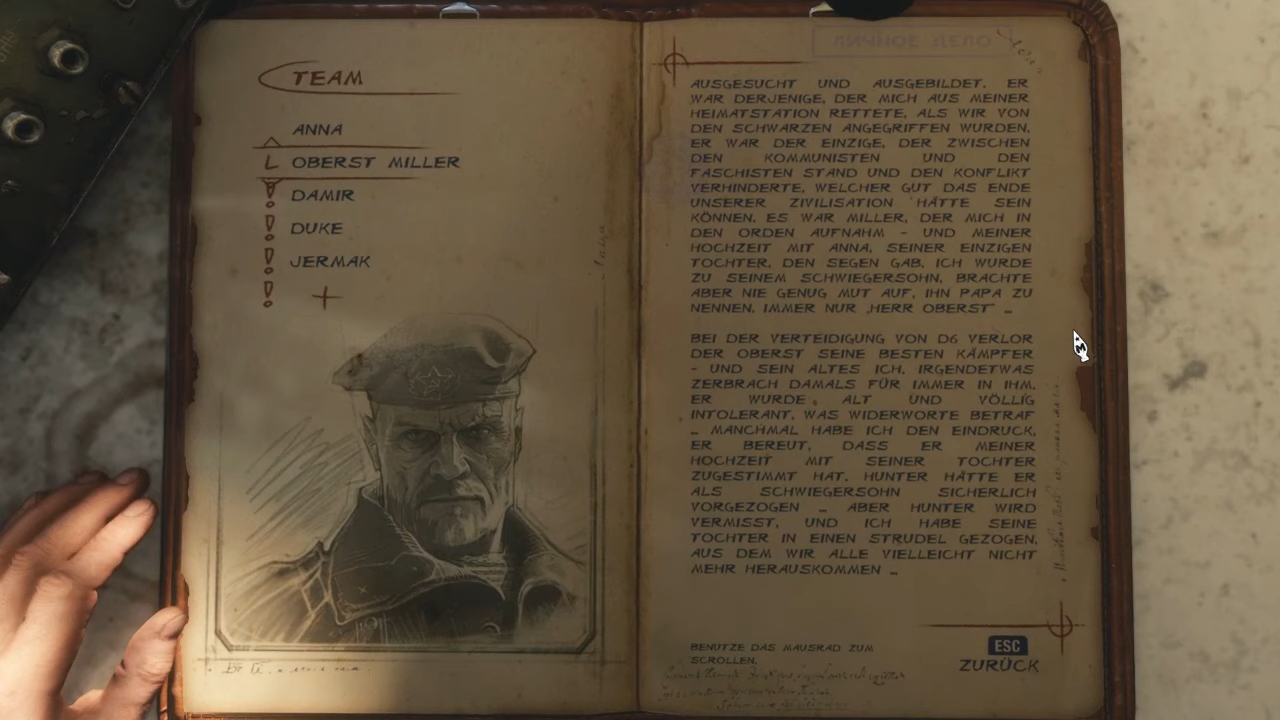 TEAM
ANNA
OBERST MILLER
DAMIR
DUKE
JERMAK
ЛИЧНОЕ ДЕЛО
AUSGESUCHT UND AUSGEBILDET. ER
WAR DERJENIGE, DER MICH AUS MEINER
HEIMATSTATION RETTETE, ALS WIR VON
DEN SCHWARZEN ANGEGRIFFEN WURDEN.
ER WAR DER EINZIGE, DER ZWISCHEN
DEN KOMMUNISTEN UND DEN
FASCHISTEN STAND UND DEN KONFLIKT
VERHINDERTE, WELCHER GUT DAS ENDE
UNSERER ZIVILISATION HÄTTE SEIN
KÖNNEN. ES WAR MILLER, DER MICH IN
DEN ORDEN AUFNAHM - UND MEINER
HOCHZEIT MIT ANNA, SEINER EINZIGEN
TOCHTER, DEN SEGEN GAB. ICH WURDE
ZU SEINEM SCHWIEGERSOHN, BRACHTE
ABER NIE GENUG MUT AUF, IHN PAPA ZU
NENNEN. IMMER NUR „HERR OBERST“ …
BEI DER VERTEIDIGUNG VON D6 VERLOR
DER OBERST SEINE BESTEN KÄMPFER
- UND SEIN ALTES ICH. IRGENDETWAS
ZERBRACH DAMALS FÜR IMMER IN IHM.
ER WURDE ALT UND VÖLLIG
INTOLERANT, WAS WIDERWORTE BETRAF
… MANCHMAL HABE ICH DEN EINDRUCK,
ER BEREUT, DASS ER MEINER
HOCHZEIT MIT SEINER TOCHTER
ZUGESTIMMT HAT. HUNTER HÄTTE ER
ALS SCHWIEGERSOHN SICHERLICH
VORGEZOGEN … ABER HUNTER WIRD
VERMISST, UND ICH HABE SEINE
TOCHTER IN EINEN STRUDEL GEZOGEN,
AUS DEM WIR ALLE VIELLEICHT NICHT
MEHR HERAUSKOMMEN …
BENUTZE DAS MAUSRAD ZUM
SCROLLEN.
ESC
ZURÜCK